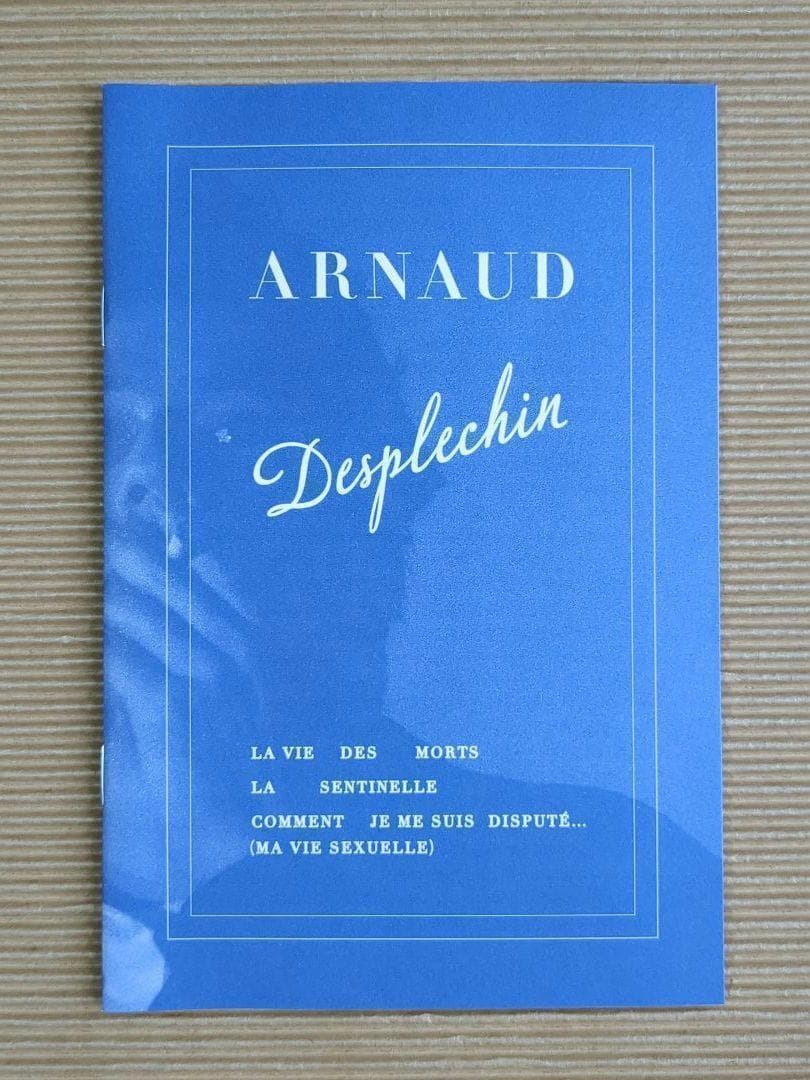 ARNAUD
Desplechin
LA VIE DES MORTS
LA SENTINELLE
COMMENT JE ME SUIS DISPUTÉ...
(MA VIE SEXUELLE)